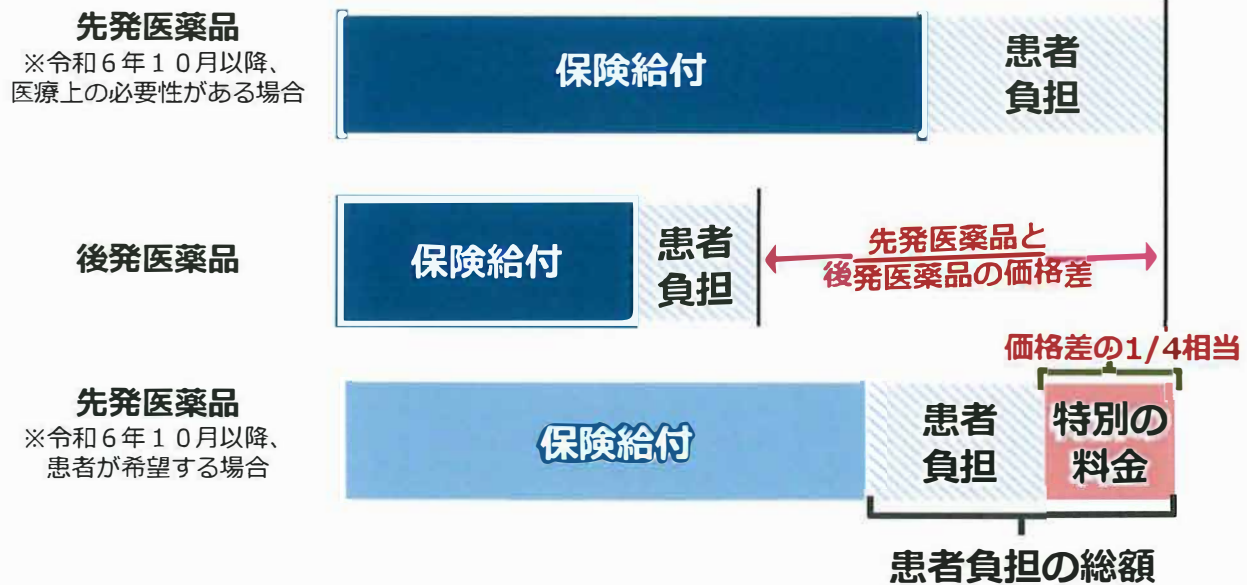 先発医薬品
※令和6年10月以降、
医療上の必要性がある場合
保険給付
患者
負担
後発医薬品
保険給付
患者
負担
先発医薬品と
後発医薬品の価格差
価格差の1/4相当
先発医薬品
※令和6年10月以降、
患者が希望する場合
保険給付
患者
負担
特別の
料金
患者負担の総額